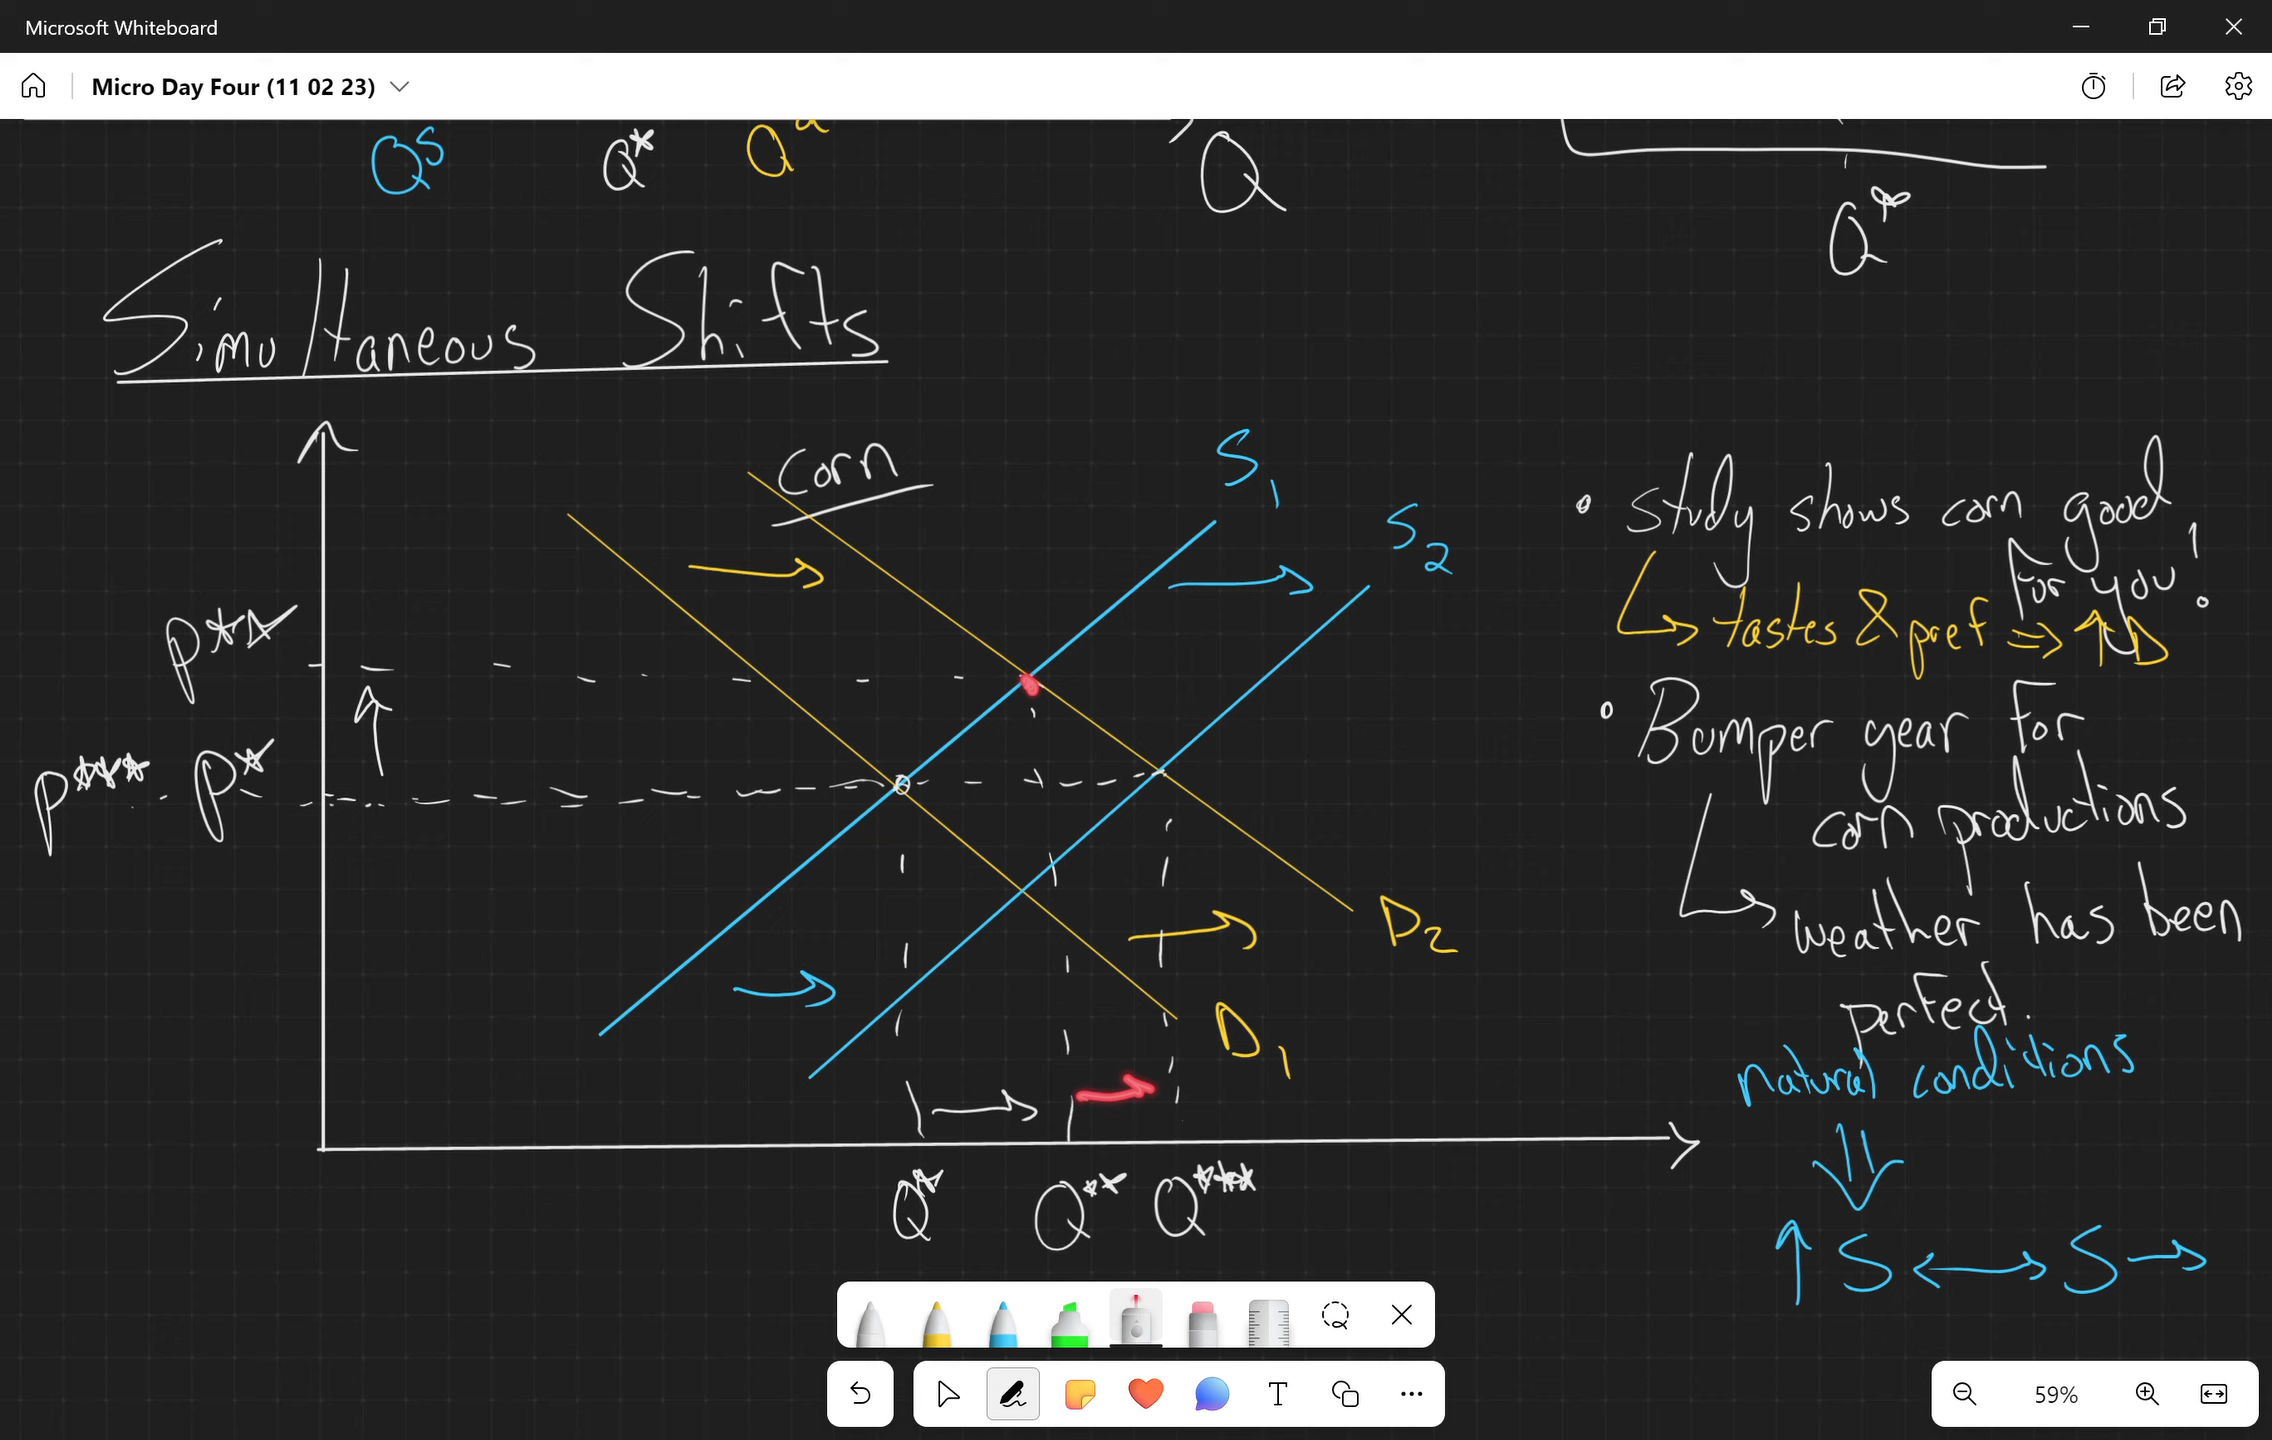 Microsoft Whiteboard
Micro Day Four (11 02 23)
Qˢ Q* Qᵈ Q
Q*
Simultaneous Shifts
Corn
S₁
S₂
P**
P*** P*
D₂
D₁
Q* Q** Q***
• Study shows corn good
for you!
↳ tastes & pref ⇒ ↑D
• Bumper year for
corn productions
↳ weather has been
perfect.
natural conditions
⇓
↑ S ↔ S →
T
59%